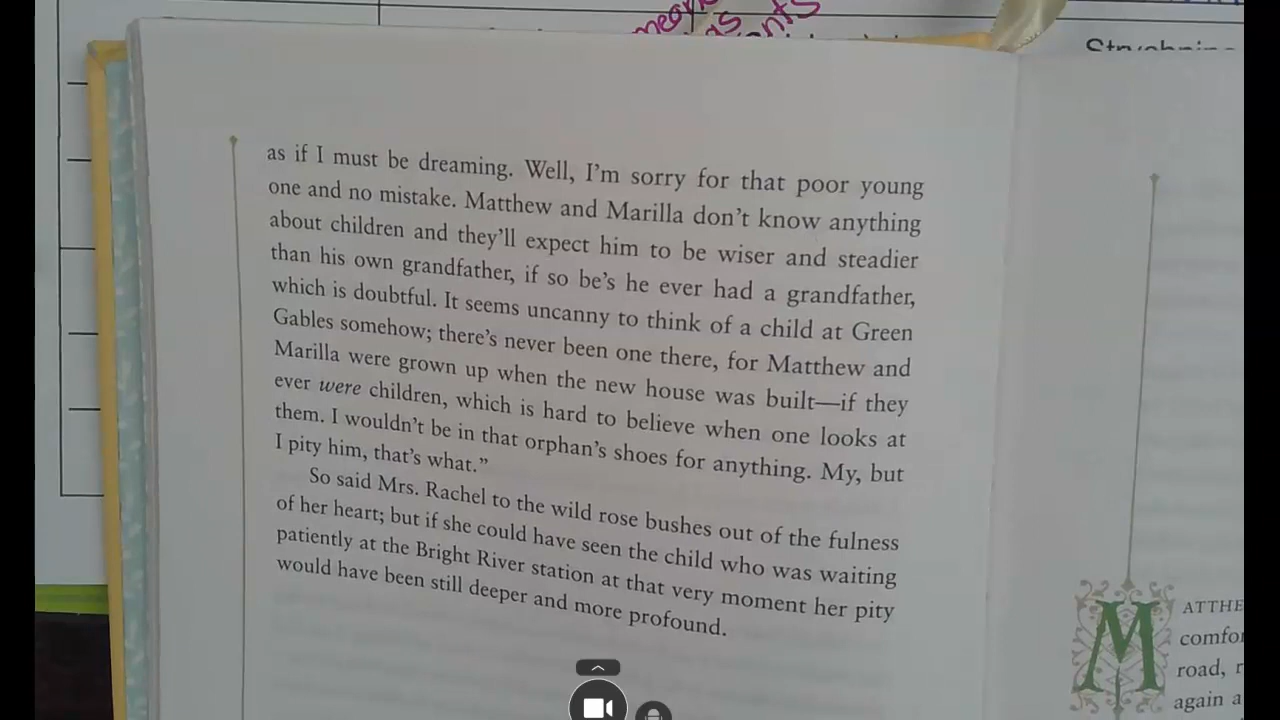 as if I must be dreaming. Well, I'm sorry for that poor young
one and no mistake. Matthew and Marilla don't know anything
about children and they'll expect him to be wiser and steadier
than his own grandfather, if so be's he ever had a grandfather,
which is doubtful. It seems uncanny to think of a child at Green
Gables somehow; there's never been one there, for Matthew and
Marilla were grown up when the new house was built—if they
ever were children, which is hard to believe when one looks at
them. I wouldn't be in that orphan's shoes for anything. My, but
I pity him, that's what."
So said Mrs. Rachel to the wild rose bushes out of the fulness
of her heart; but if she could have seen the child who was waiting
patiently at the Bright River station at that very moment her pity
would have been still deeper and more profound.
MATTHE
comfor
road, r
again a